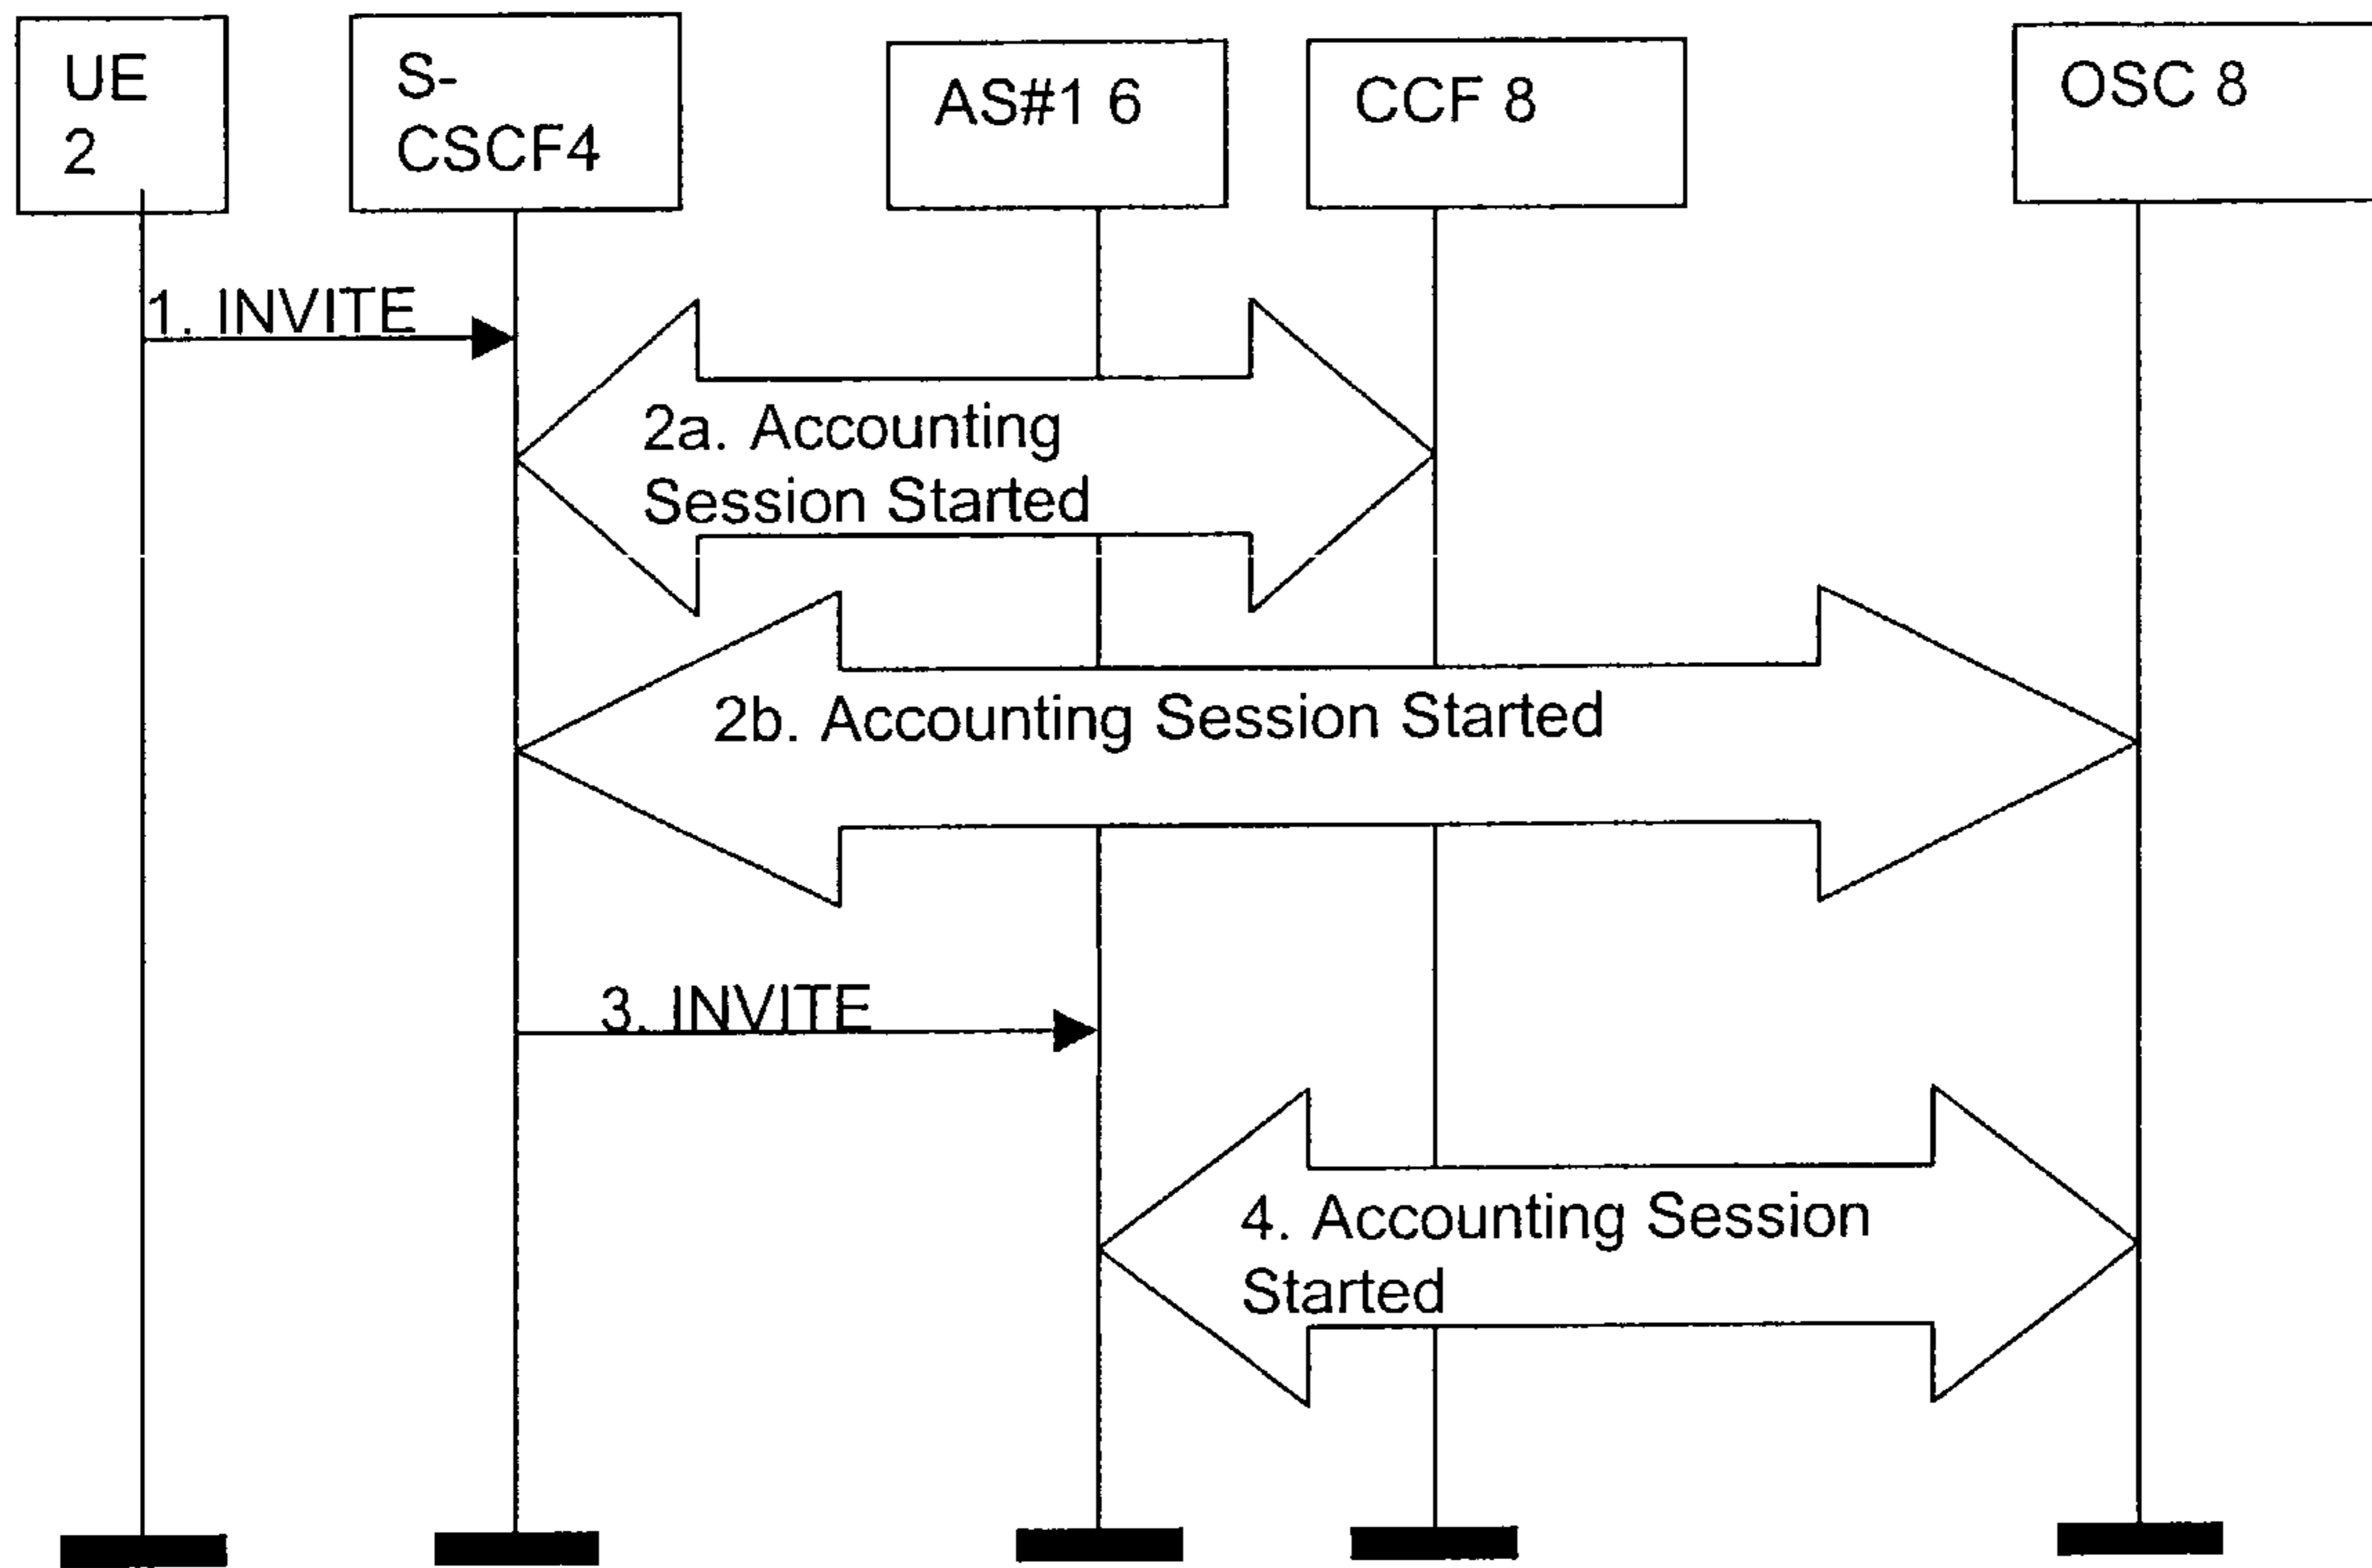 UE
2
S-
CSCF4
AS#1 6
CCF 8
OSC 8
1. INVITE
2a. Accounting
Session Started
2b. Accounting Session Started
3. INVITE
4. Accounting Session
Started